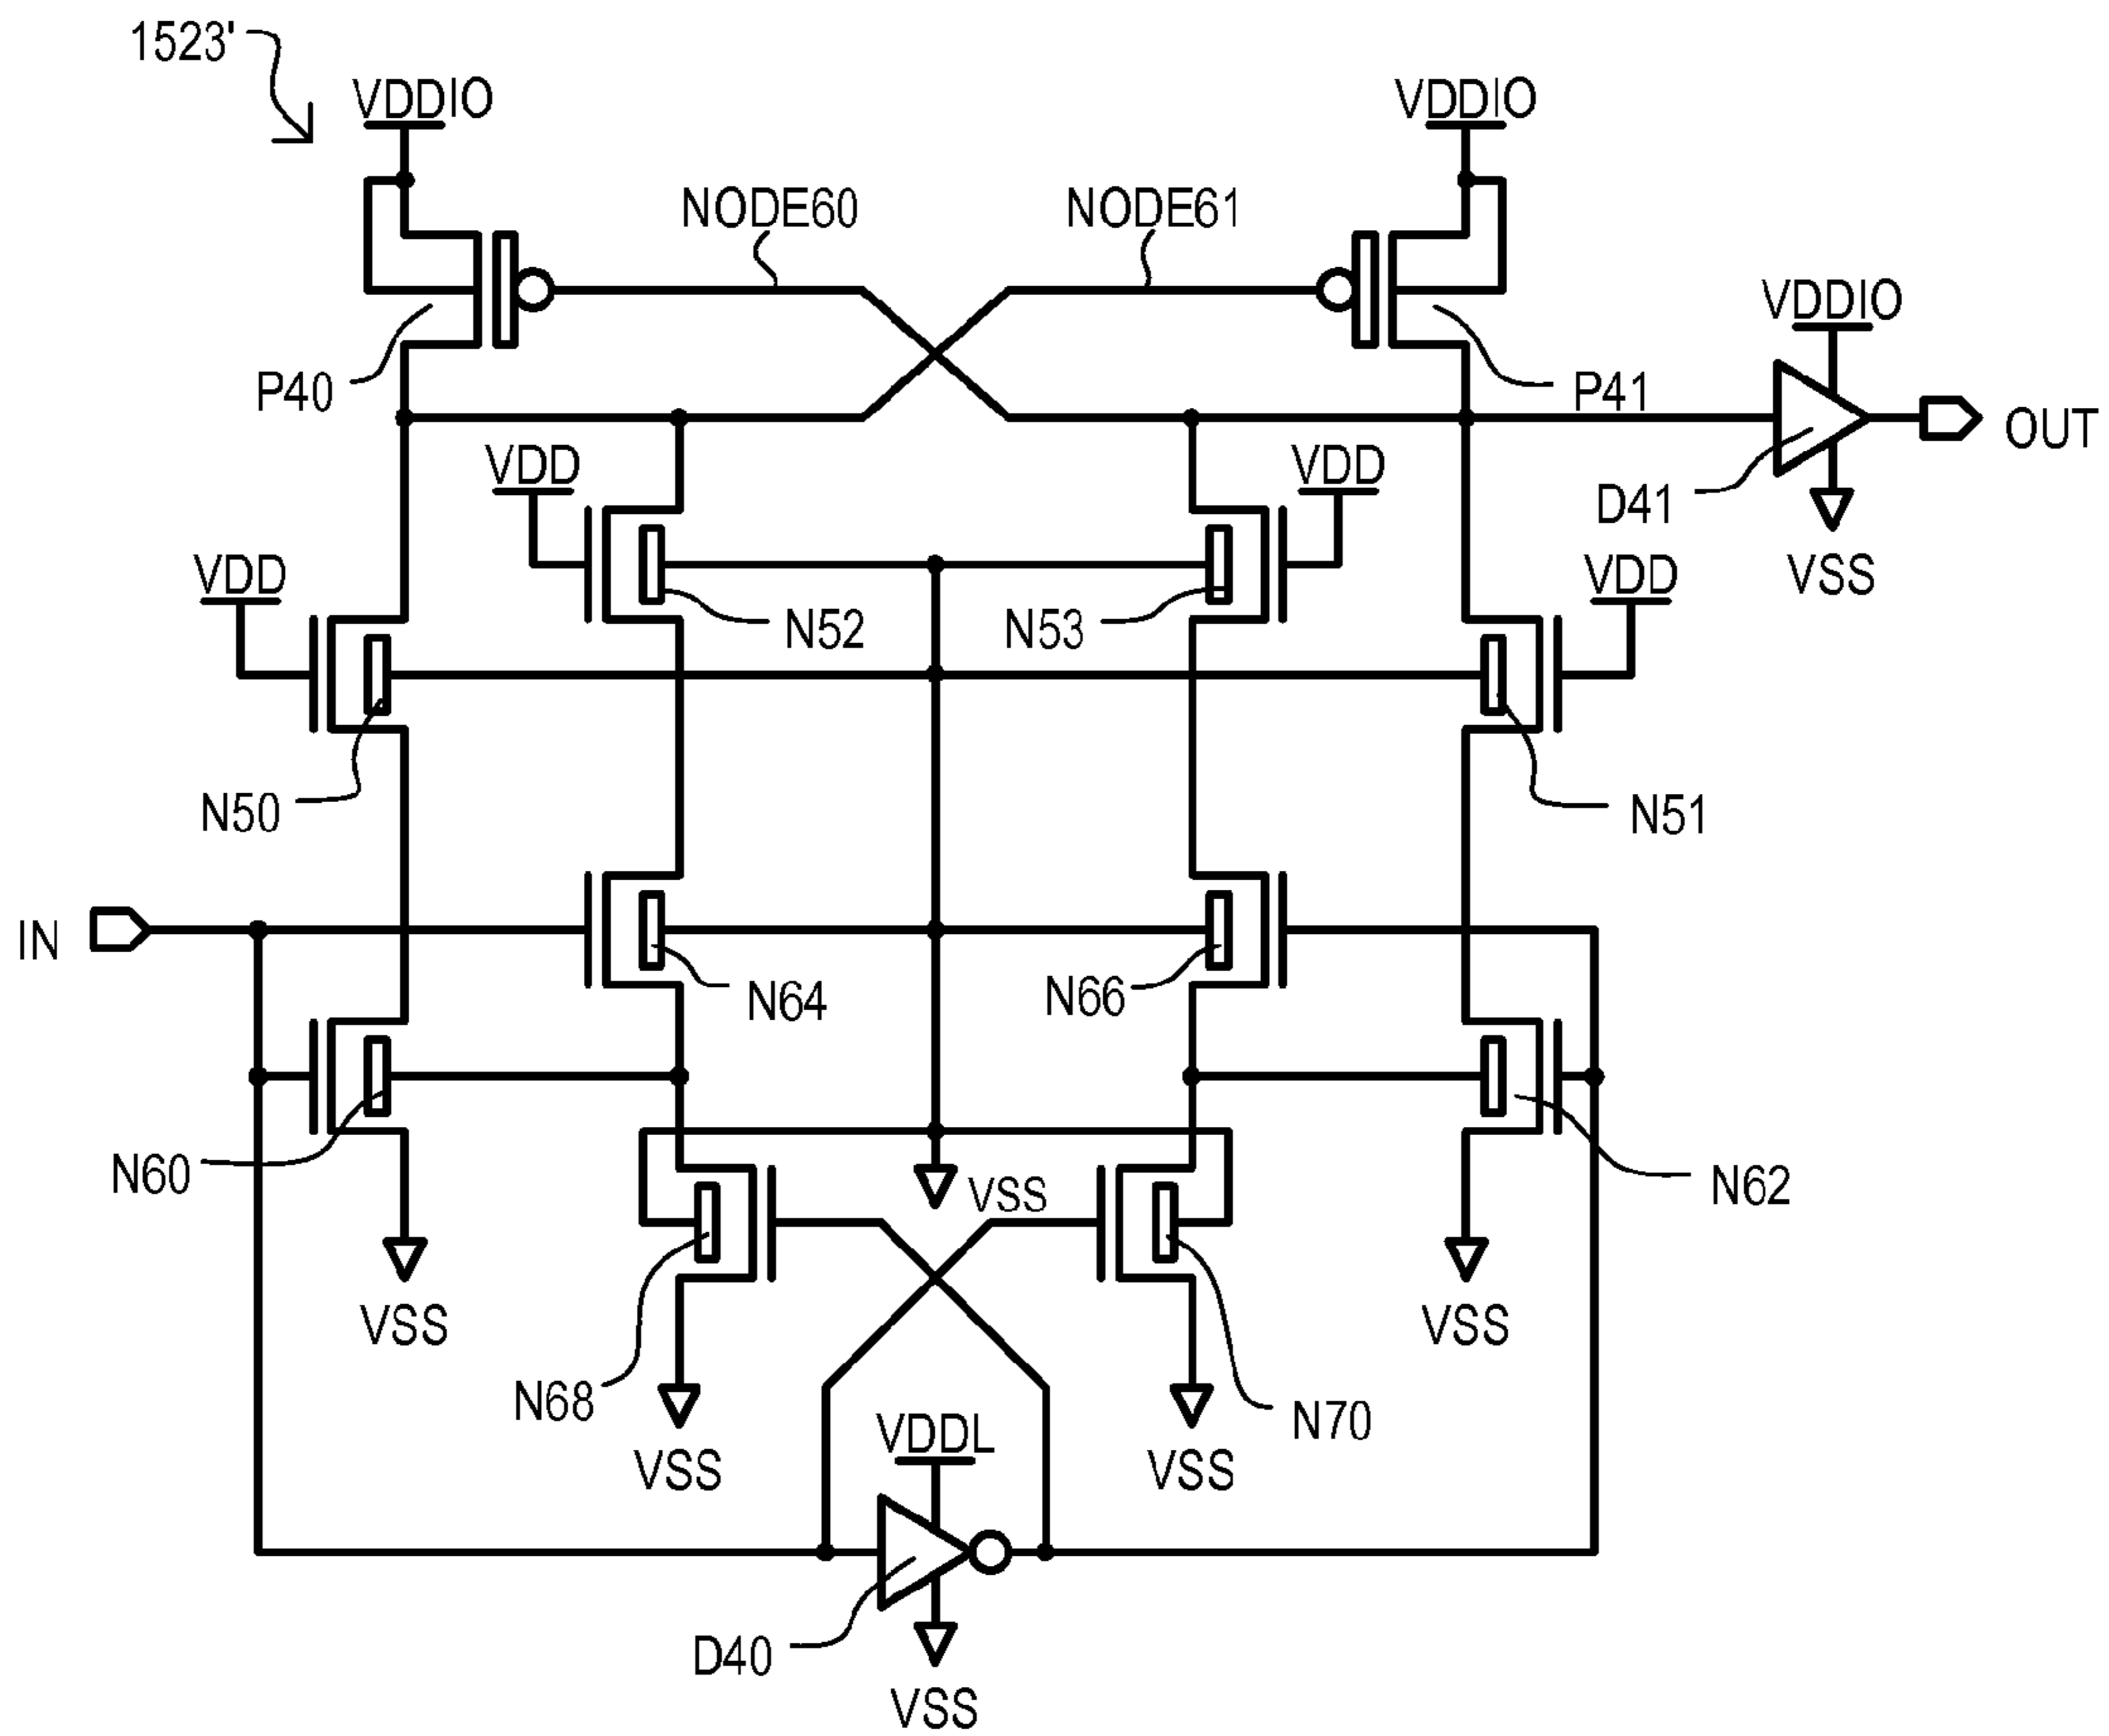 1523'
VDDIO
VDDIO
NODE60
NODE61
VDDIO
P40
P41
OUT
VDD
VDD
D41
VSS
VDD
VDD
N52
N53
N50
N51
IN
N64
N66
N60
VSS
N62
VSS
VSS
N68
N70
VDDL
VSS
VSS
D40
VSS